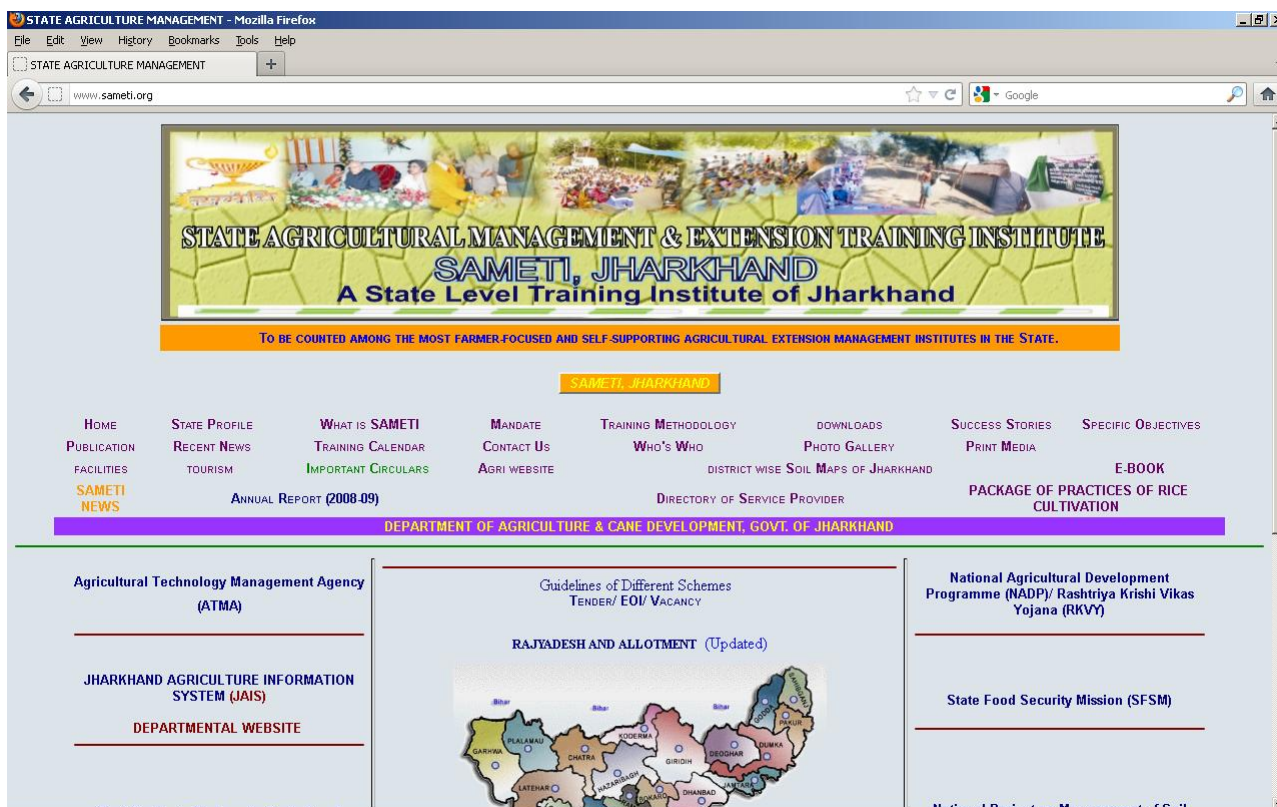 STATE AGRICULTURE MANAGEMENT - Mozilla Firefox
File Edit View History Bookmarks Tools Help
STATE AGRICULTURE MANAGEMENT +
www.sameti.org Google
STATE AGRICULTURAL MANAGEMENT & EXTENSION TRAINING INSTITUTE
SAMETI, JHARKHAND
A State Level Training Institute of Jharkhand
TO BE COUNTED AMONG THE MOST FARMER-FOCUSED AND SELF-SUPPORTING AGRICULTURAL EXTENSION MANAGEMENT INSTITUTES IN THE STATE.
SAMETI, JHARKHAND
HOME STATE PROFILE WHAT IS SAMETI MANDATE TRAINING METHODOLOGY DOWNLOADS SUCCESS STORIES SPECIFIC OBJECTIVES
PUBLICATION RECENT NEWS TRAINING CALENDAR CONTACT US WHO'S WHO PHOTO GALLERY PRINT MEDIA
FACILITIES TOURISM IMPORTANT CIRCULARS AGRI WEBSITE DISTRICT WISE SOIL MAPS OF JHARKHAND E-BOOK
SAMETI NEWS
ANNUAL REPORT (2008-09) DIRECTORY OF SERVICE PROVIDER
PACKAGE OF PRACTICES OF RICE
CULTIVATION
DEPARTMENT OF AGRICULTURE & CANE DEVELOPMENT, GOVT. OF JHARKHAND
Agricultural Technology Management Agency
(ATMA)
JHARKHAND AGRICULTURE INFORMATION
SYSTEM (JAIS)
DEPARTMENTAL WEBSITE
Guidelines of Different Schemes
TENDER/ EOI/ VACANCY
RAJYADESH AND ALLOTMENT (Updated)
Bihar Bihar Bihar
SAHIBGANJ
GODDA
PAKUR
KODERMA
DUMKA
DEOGHAR
GARHWA
PLALAMAU
CHATRA
GIRIDIH
JAMTARA
HAZARIBAGH
LATEHAR
BOKARO
DHANBAD
National Agricultural Development
Programme (NADP)/ Rashtriya Krishi Vikas
Yojana (RKVY)
State Food Security Mission (SFSM)